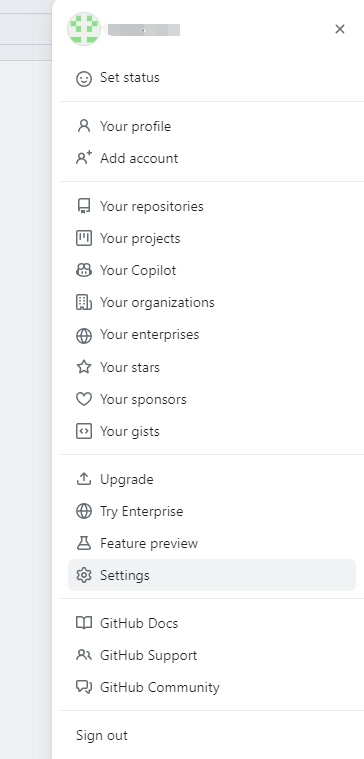 Set status
Your profile
Add account
Your repositories
Your projects
Your Copilot
Your organizations
Your enterprises
Your stars
Your sponsors
Your gists
Upgrade
Try Enterprise
Feature preview
Settings
GitHub Docs
GitHub Support
GitHub Community
Sign out